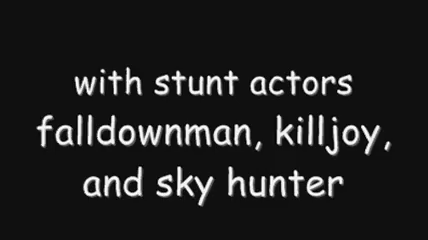 with stunt actors
falldownman, killjoy,
and sky hunter